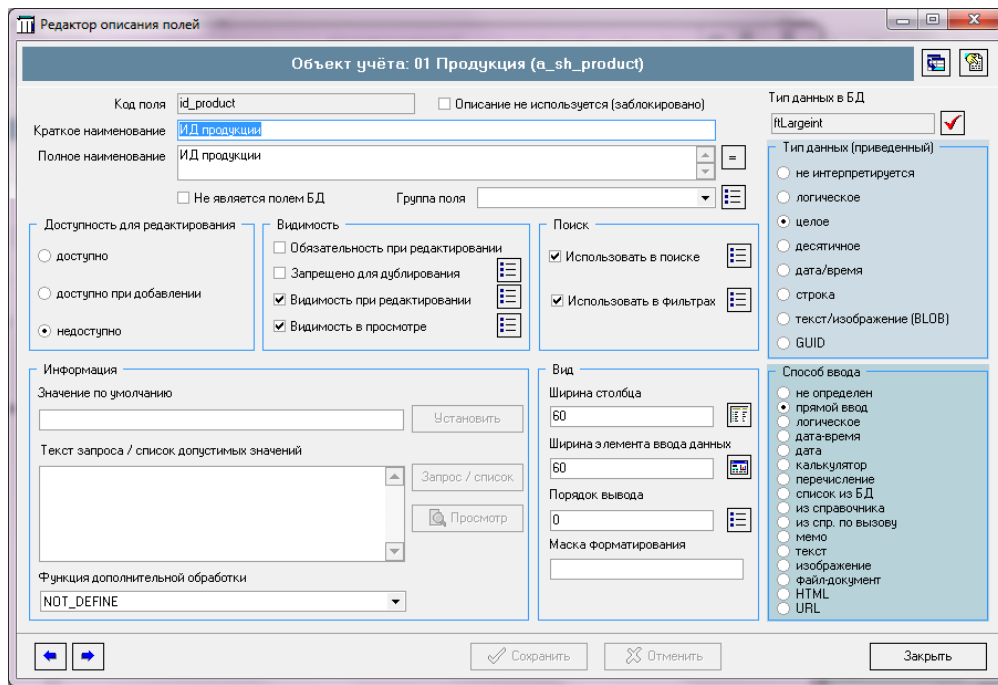 Редактор описания полей
Объект учёта: 01 Продукция (a_sh_product)
Код поля
id_product
Описание не используется (заблокировано)
Краткое наименование
ИД продукции
Полное наименование
ИД продукции
=
Не является полем БД
Группа поля
Тип данных в БД
ftLargeint
Тип данных (приведенный)
не интерпретируется
логическое
целое
десятичное
дата/время
строка
текст/изображение (BLOB)
GUID
Доступность для редактирования
доступно
доступно при добавлении
недоступно
Видимость
Обязательность при редактировании
Запрещено для дублирования
Видимость при редактировании
Видимость в просмотре
Поиск
Использовать в поиске
Использовать в фильтрах
Информация
Значение по умолчанию
Установить
Текст запроса / список допустимых значений
Запрос / список
Просмотр
Функция дополнительной обработки
NOT_DEFINE
Вид
Ширина столбца
60
Ширина элемента ввода данных
60
Порядок вывода
0
Маска форматирования
Способ ввода
не определен
прямой ввод
логическое
дата-время
дата
калькулятор
перечисление
список из БД
из справочника
из спр. по вызову
мемо
текст
изображение
файл-документ
HTML
URL
Сохранить
Отменить
Закрыть